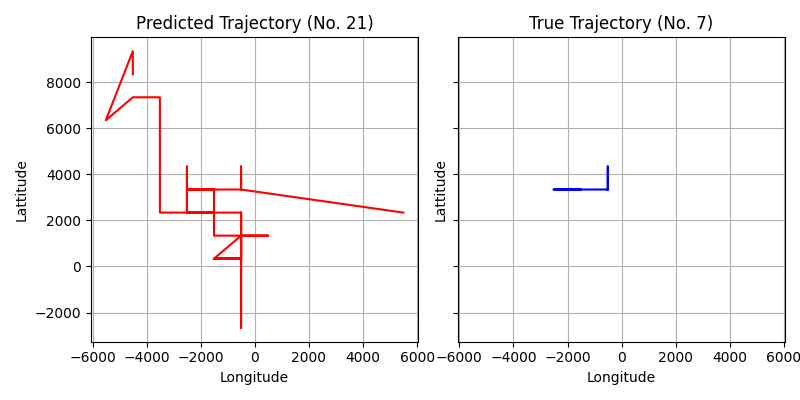 Predicted Trajectory (No. 21)
True Trajectory (No. 7)
Lattitude
8000
6000
4000
2000
0
−2000
−6000 −4000 −2000 0 2000 4000 6000
Longitude
Lattitude
−6000 −4000 −2000 0 2000 4000 6000
Longitude